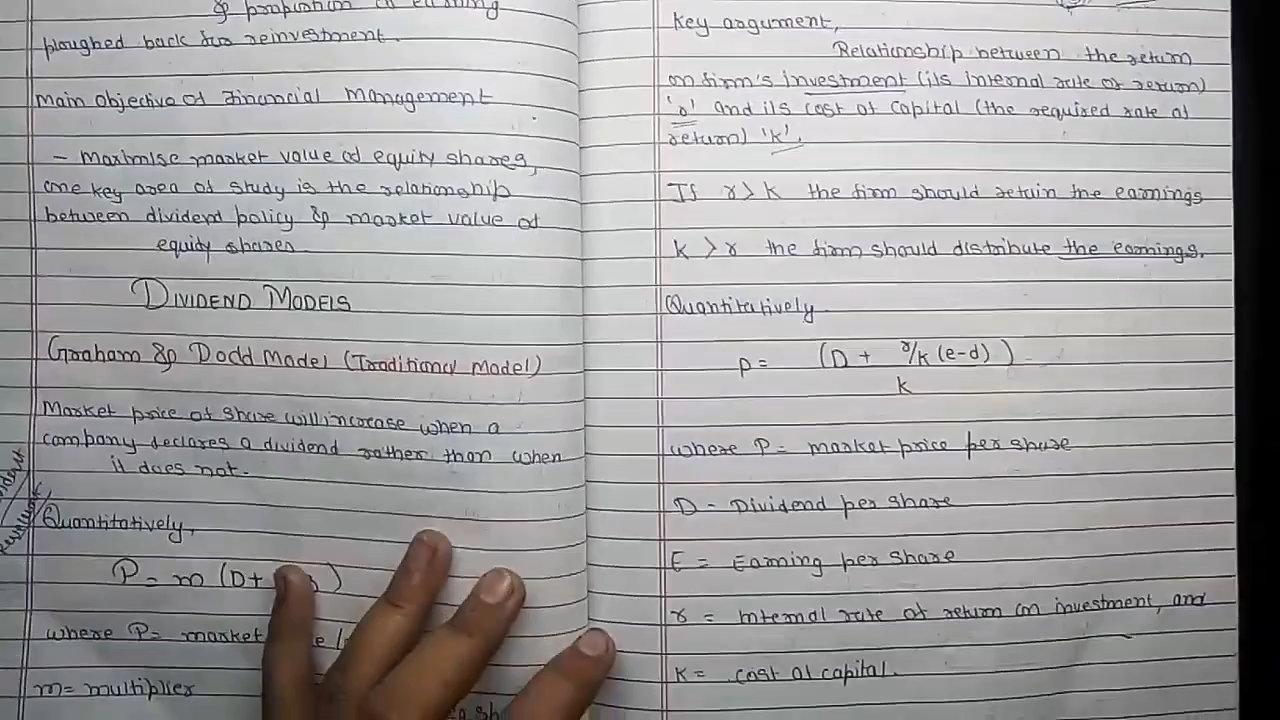 & proportion of earning
ploughed back for reinvestment.
main objective of Financial Management
- Maximise market value of equity shares,
one key area of study is the relationship
between dividend policy & market value of
equity shares
DIVIDEND MODELS
Graham & Dodd Model (Traditional Model)
Market price of share will increase when a
company declares a dividend rather than when
it does not.
Quantitatively,
P = m (D+
where P= market
m= multiplier
Key argument,
Relationship between the return
on firm's investment (its internal rate of return)
'r' and its cost of capital (the required rate of
return) 'K'.
If r > k the firm should retain the earnings
k > r the firm should distribute the earnings.
Quantitatively
P = (D + r/k (e-d) )
k
where P= market price per share
D - Dividend per share
E = Earning per share
r = internal rate of return on investment, and
K= cost of capital.